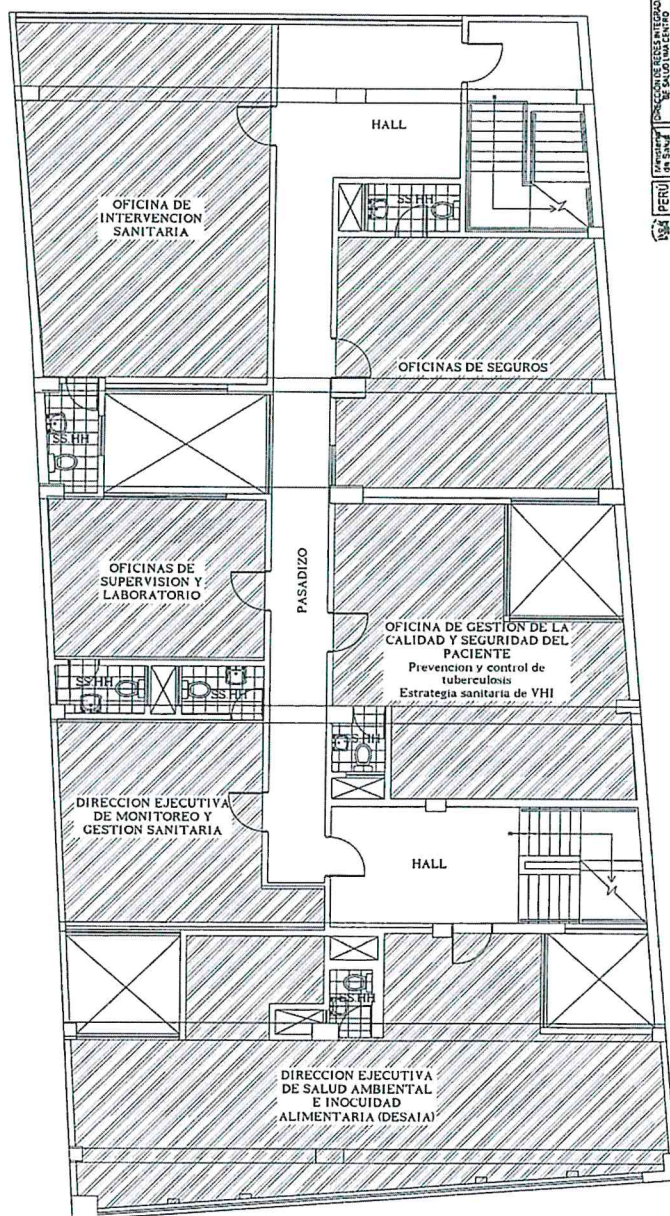 PERÚ
Ministerio
de Salud
DIRECCIÓN DE REDES INTEGRADAS
DE SALUD LIMA CENTRO
HALL
OFICINA DE
INTERVENCION
SANITARIA
SS.HH
OFICINAS DE SEGUROS
SS.HH
OFICINAS DE
SUPERVISION Y
LABORATORIO
PASADIZO
OFICINA DE GESTION DE LA
CALIDAD Y SEGURIDAD DEL
PACIENTE
Prevencion y control de
tuberculosis
Estrategia sanitaria de VHI
SS.HH
SS.HH
SS.HH
DIRECCION EJECUTIVA
DE MONITOREO Y
GESTION SANITARIA
HALL
SS.HH
DIRECCION EJECUTIVA
DE SALUD AMBIENTAL
E INOCUIDAD
ALIMENTARIA (DESAIA)